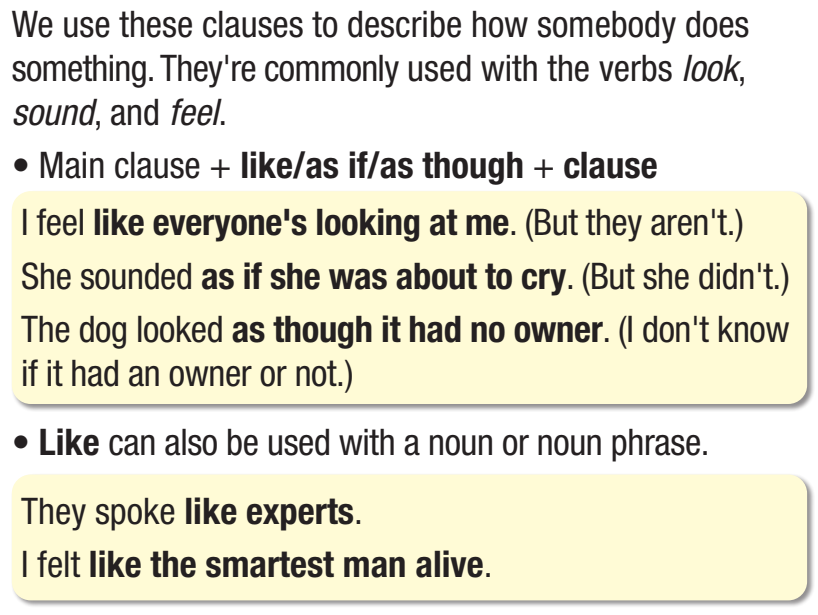 We use these clauses to describe how somebody does
something. They're commonly used with the verbs look,
sound, and feel.
• Main clause + like/as if/as though + clause
I feel like everyone's looking at me. (But they aren't.)
She sounded as if she was about to cry. (But she didn't.)
The dog looked as though it had no owner. (I don't know
if it had an owner or not.)
• Like can also be used with a noun or noun phrase.
They spoke like experts.
I felt like the smartest man alive.